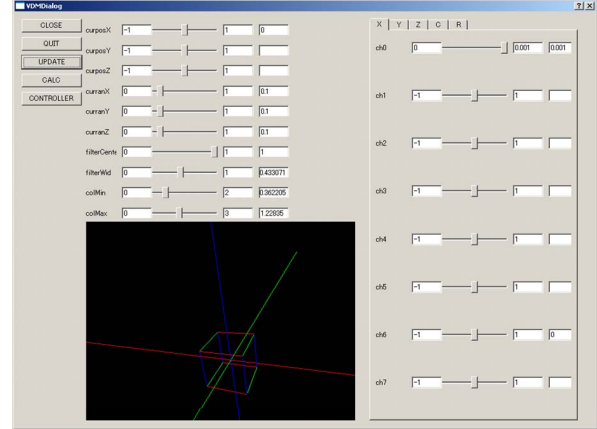 VDMDialog
CLOSE
QUIT
UPDATE
CALC
CONTROLLER
curposX -1 1 0
curposY -1 1
curposZ -1 1
curranX 0 1 0.1
curranY 0 1 0.1
curranZ 0 1 0.1
filterCente 0 1 1
filterWid 0 1 0.433071
colMin 0 2 0.362205
colMax 0 3 1.22835
X Y Z C R
ch0 0 0.001 0.001
ch1 -1 1
ch2 -1 1
ch3 -1 1
ch4 -1 1
ch5 -1 1
ch6 -1 1 0
ch7 -1 1